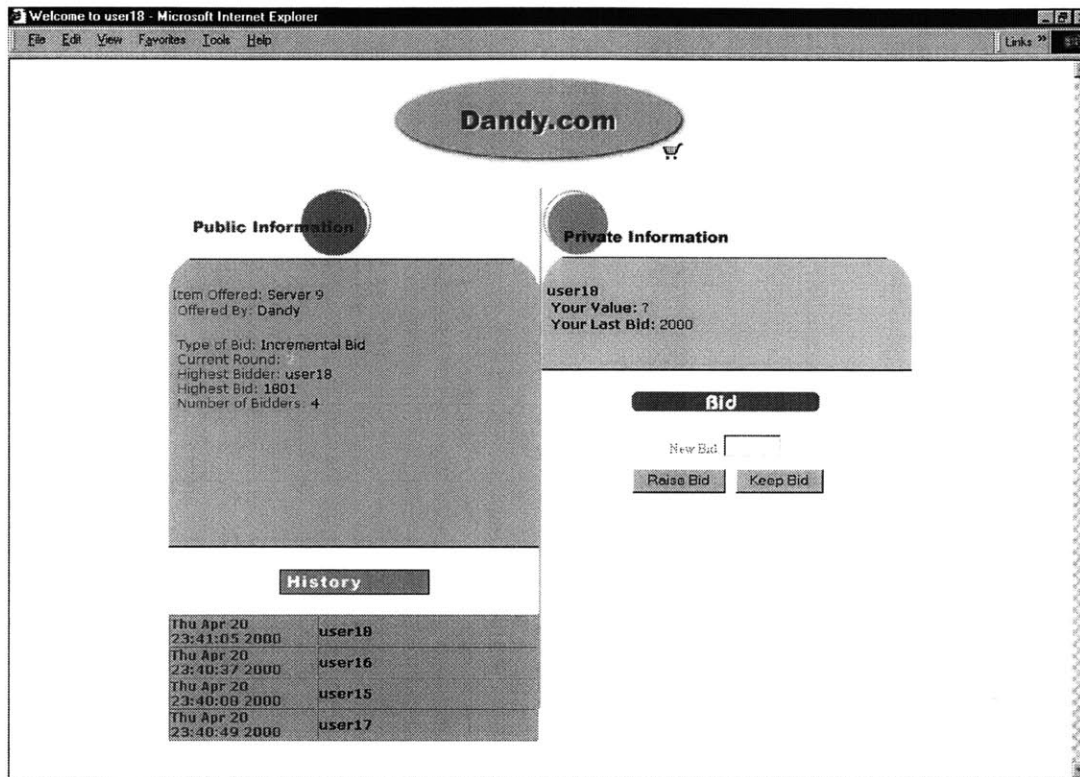 Welcome to user18 - Microsoft Internet Explorer
File Edit View Favorites Tools Help
Links »
Dandy.com
Public Information
Private Information
Item Offered: Server 9
Offered By: Dandy
Type of Bid: Incremental Bid
Current Round:
Highest Bidder: user18
Highest Bid: 1801
Number of Bidders: 4
user18
Your Value: ?
Your Last Bid: 2000
Bid
New Bid
Raise Bid Keep Bid
History
Thu Apr 20
23:41:05 2000 user18
Thu Apr 20
23:40:37 2000 user16
Thu Apr 20
23:40:08 2000 user15
Thu Apr 20
23:40:49 2000 user17